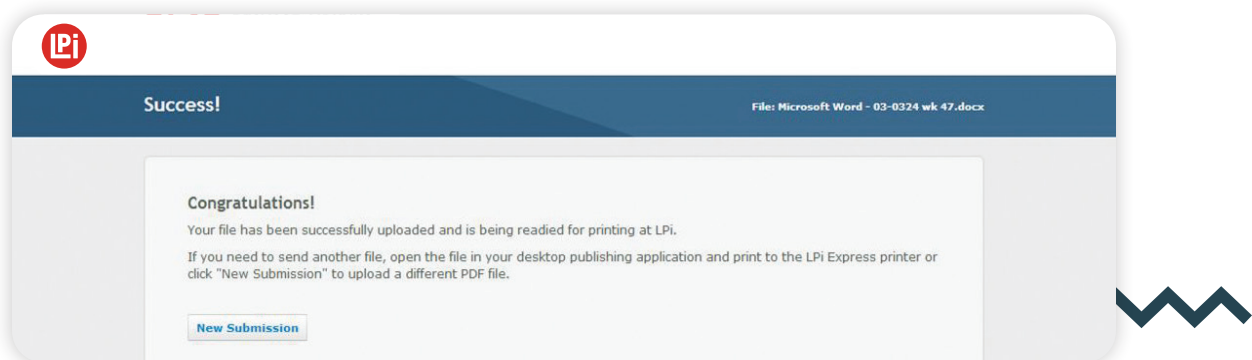 LPi
Success!
File: Microsoft Word - 03-0324 wk 47.docx
Congratulations!
Your file has been successfully uploaded and is being readied for printing at LPi.
If you need to send another file, open the file in your desktop publishing application and print to the LPi Express printer or
click "New Submission" to upload a different PDF file.
New Submission